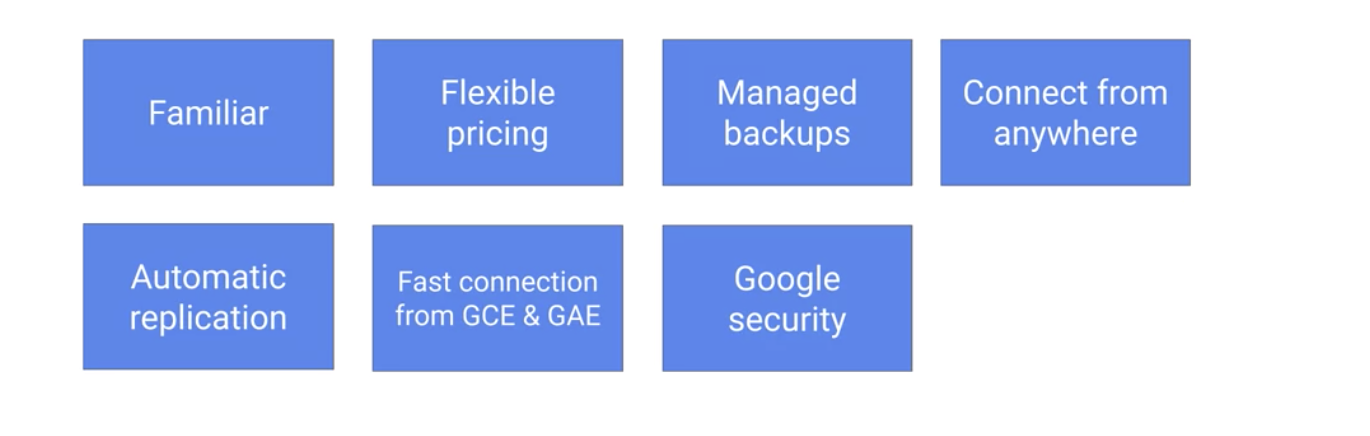 Familiar
Flexible
pricing
Managed
backups
Connect from
anywhere
Automatic
replication
Fast connection
from GCE & GAE
Google
security